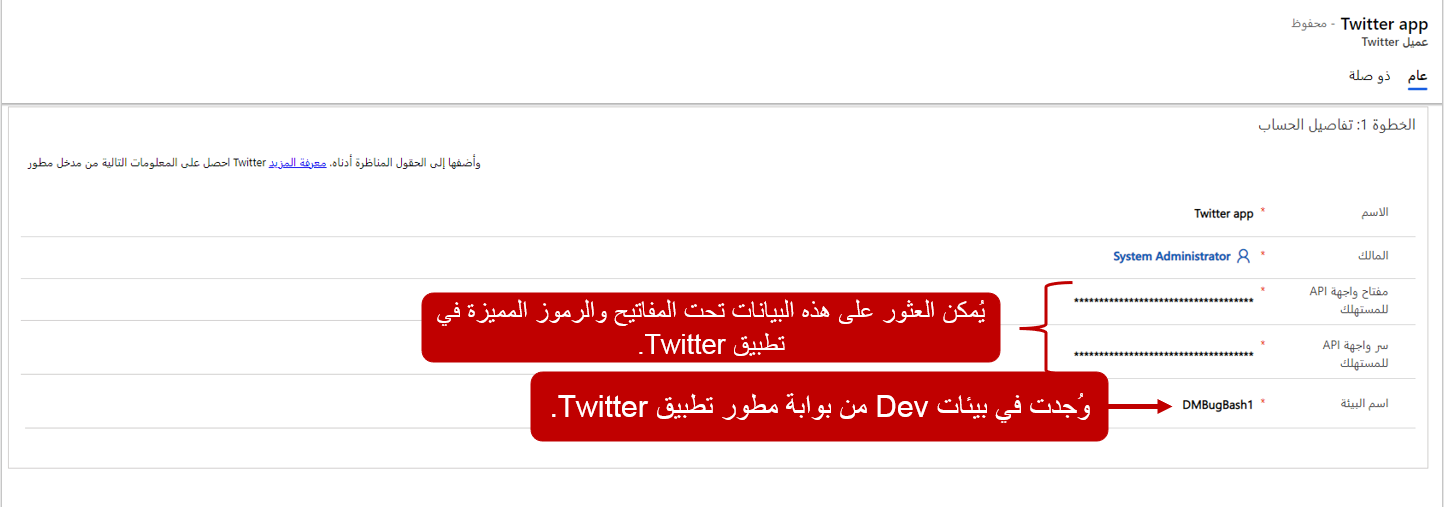 Twitter app - محفوظ
عميل Twitter
عام ذو صلة
الخطوة 1: تفاصيل الحساب
وأضفها إلى الحقول المناظرة أدناه. معرفة المزيد Twitter احصل على المعلومات التالية من مدخل مطور
الاسم * Twitter app
المالك * System Administrator
مفتاح واجهة API
للمستهلك
* ************************************
يُمكن العثور على هذه البيانات تحت المفاتيح والرموز المميزة في
تطبيق Twitter.
سر واجهة API
للمستهلك
* ************************************
اسم البيئة * DMBugBash1
وُجدت في بيئات Dev من بوابة مطور تطبيق Twitter.